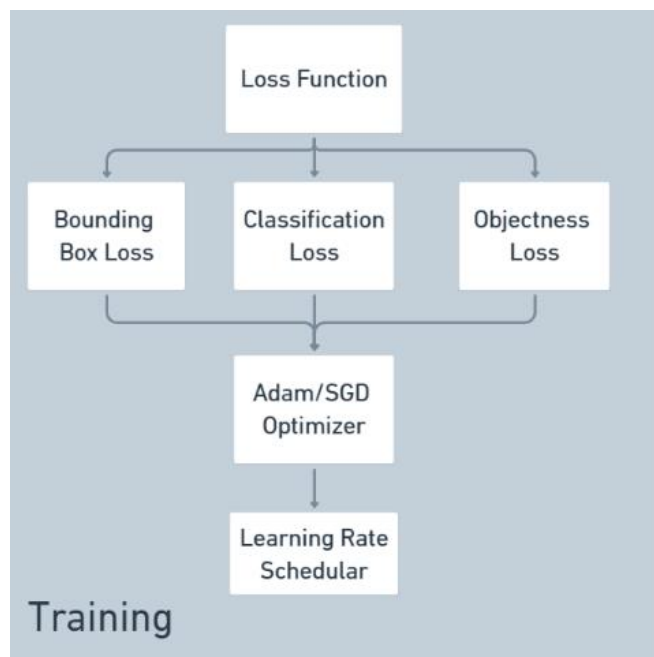 Loss Function
Bounding
Box Loss
Classification
Loss
Objectness
Loss
Adam/SGD
Optimizer
Learning Rate
Schedular
Training